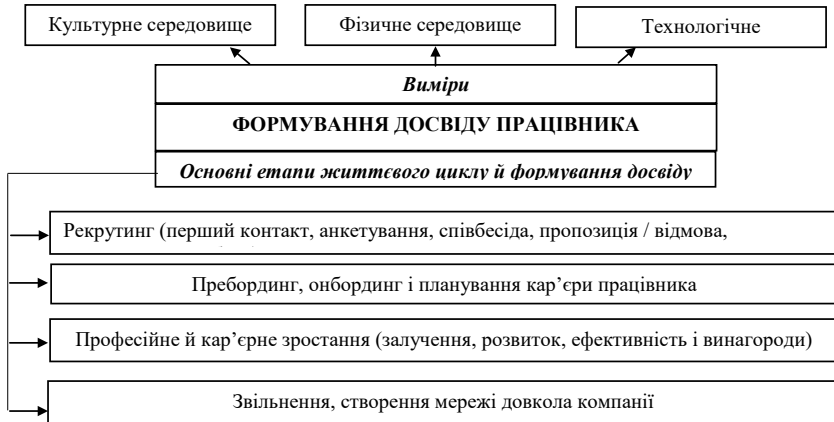 Культурне середовище
Фізичне середовище
Технологічне
Виміри
ФОРМУВАННЯ ДОСВІДУ ПРАЦІВНИКА
Основні етапи життєвого циклу й формування досвіду
Рекрутинг (перший контакт, анкетування, співбесіда, пропозиція / відмова,
Пребординг, онбординг і планування кар’єри працівника
Професійне й кар’єрне зростання (залучення, розвиток, ефективність і винагороди)
Звільнення, створення мережі довкола компанії